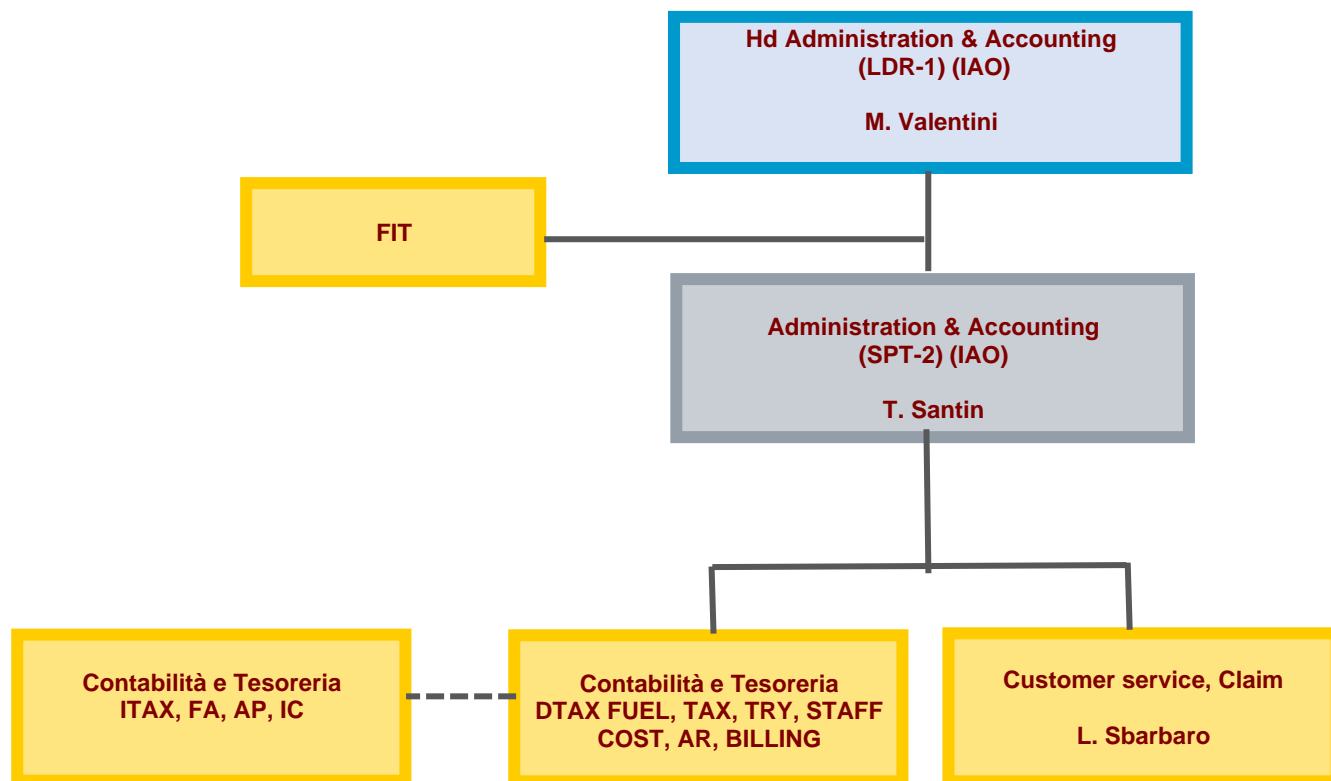 Hd Administration & Accounting
(LDR-1) (IAO)
M. Valentini
FIT
Administration & Accounting
(SPT-2) (IAO)
T. Santin
Contabilità e Tesoreria
ITAX, FA, AP, IC
Contabilità e Tesoreria
DTAX FUEL, TAX, TRY, STAFF
COST, AR, BILLING
Customer service, Claim
L. Sbarbaro